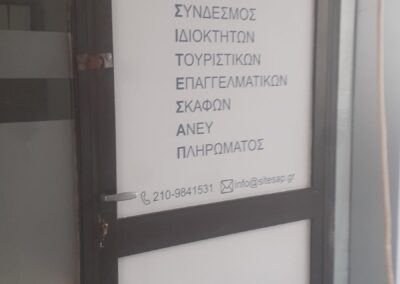 ΣΥΝΔΕΣΜΟΣ
ΙΔΙΟΚΤΗΤΩΝ
ΤΟΥΡΙΣΤΙΚΩΝ
ΕΠΑΓΓΕΛΜΑΤΙΚΩΝ
ΣΚΑΦΩΝ
ΑΝΕΥ
ΠΛΗΡΩΜΑΤΟΣ
210-9841531 info@sitesap.gr